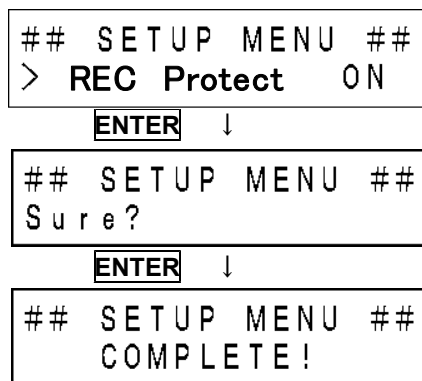 ## SETUP MENU ##
> REC Protect ON
ENTER ↓
## SETUP MENU ##
Sure?
ENTER ↓
## SETUP MENU ##
COMPLETE!